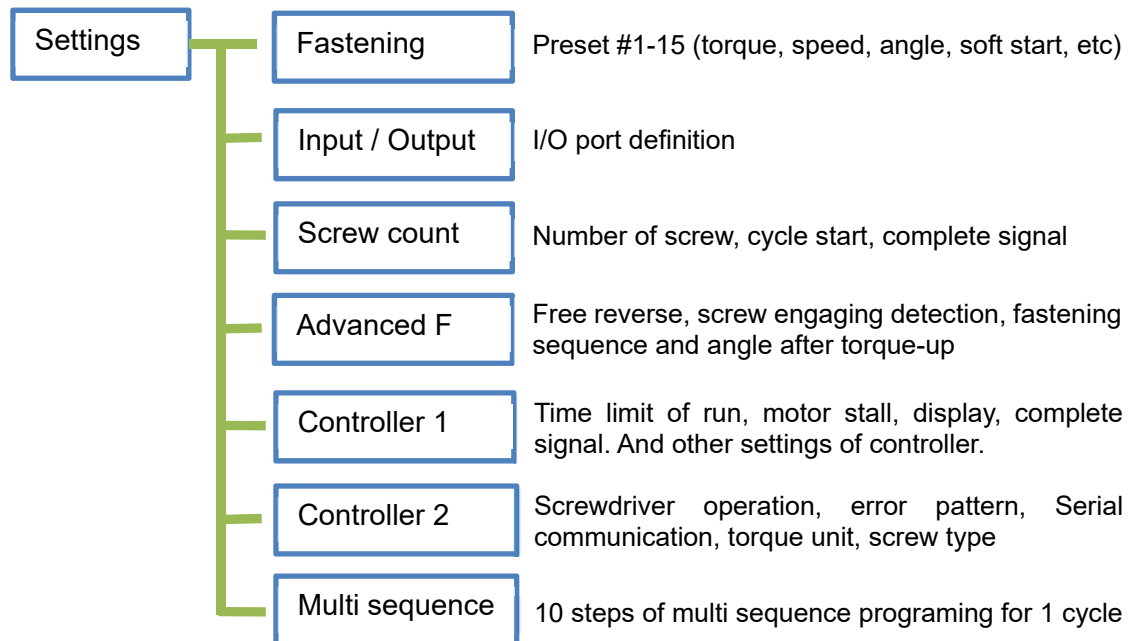 Settings
Fastening
Preset #1-15 (torque, speed, angle, soft start, etc)
Input / Output
I/O port definition
Screw count
Number of screw, cycle start, complete signal
Advanced F
Free reverse, screw engaging detection, fastening
sequence and angle after torque-up
Controller 1
Time limit of run, motor stall, display, complete
signal. And other settings of controller.
Controller 2
Screwdriver operation, error pattern, Serial
communication, torque unit, screw type
Multi sequence
10 steps of multi sequence programing for 1 cycle